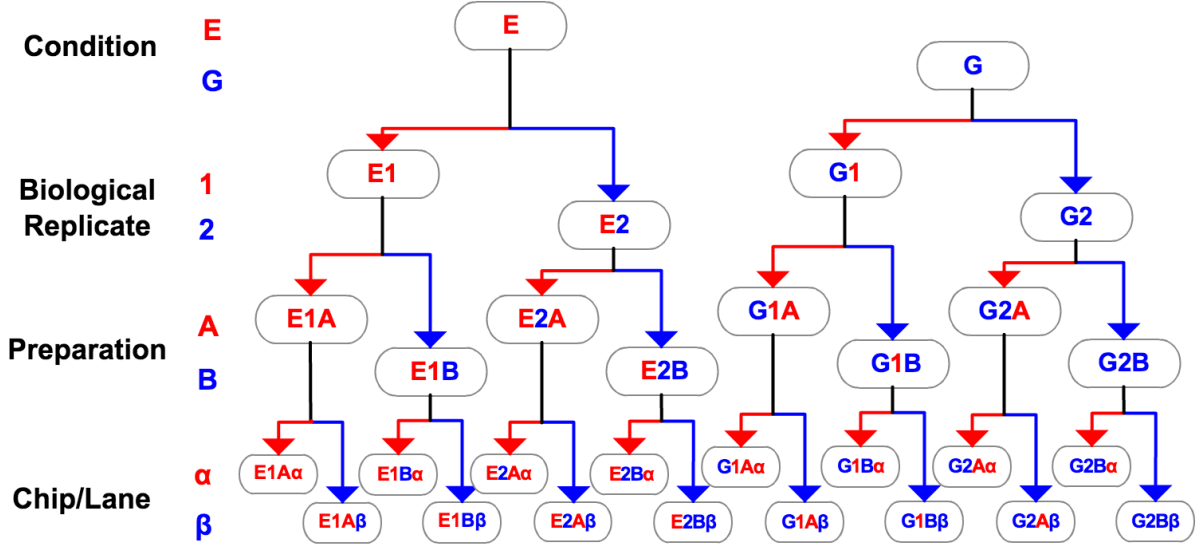 Condition
E
G
E
G
Biological
Replicate
1
2
E1
E2
G1
G2
Preparation
A
B
E1A
E1B
E2A
E2B
G1A
G1B
G2A
G2B
Chip/Lane
α
β
E1Aα
E1Bα
E2Aα
E2Bα
G1Aα
G1Bα
G2Aα
G2Bα
E1Aβ
E1Bβ
E2Aβ
E2Bβ
G1Aβ
G1Bβ
G2Aβ
G2Bβ